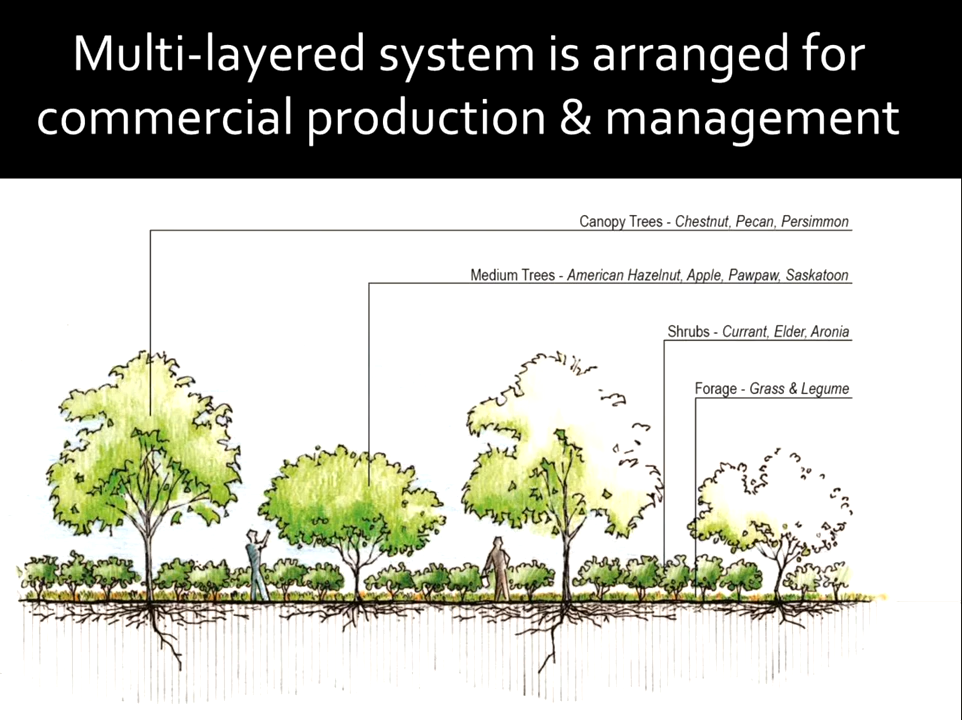 Multi-layered system is arranged for
commercial production & management
Canopy Trees - Chestnut, Pecan, Persimmon
Medium Trees - American Hazelnut, Apple, Pawpaw, Saskatoon
Shrubs - Currant, Elder, Aronia
Forage - Grass & Legume